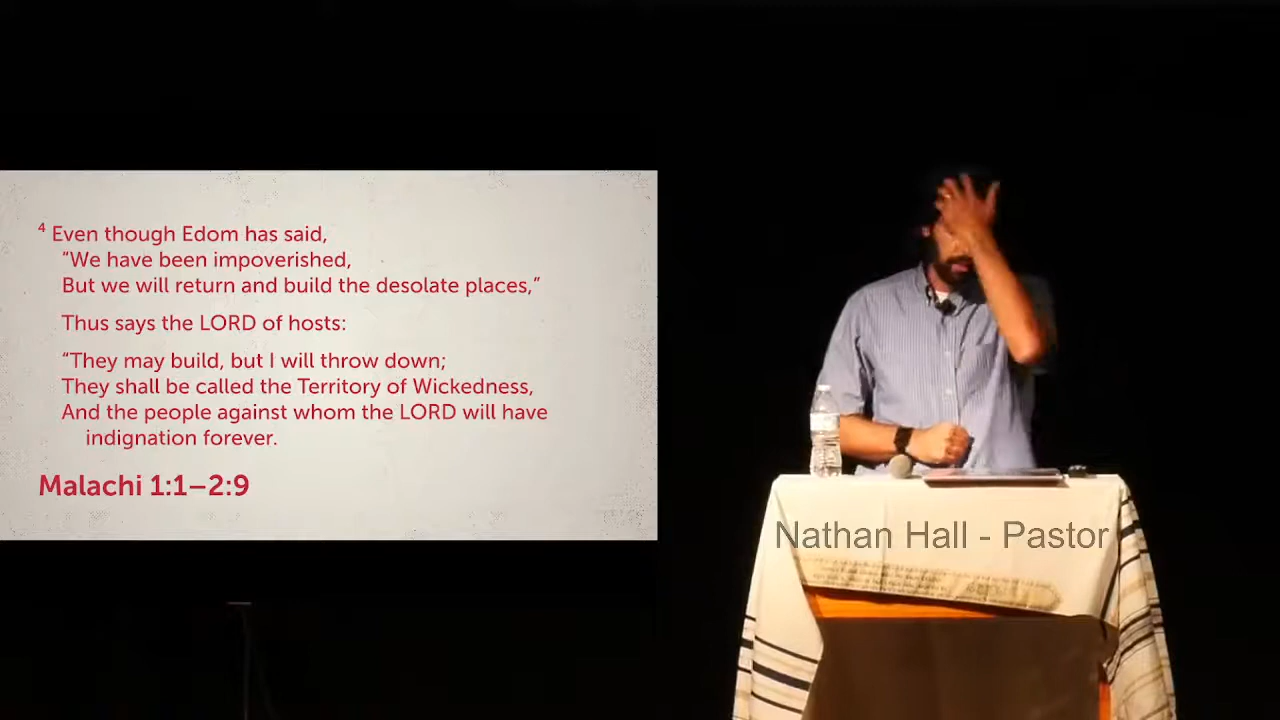 ⁴ Even though Edom has said,
“We have been impoverished,
But we will return and build the desolate places,”
Thus says the LORD of hosts:
“They may build, but I will throw down;
They shall be called the Territory of Wickedness,
And the people against whom the LORD will have
indignation forever.
Malachi 1:1–2:9
Nathan Hall - Pastor